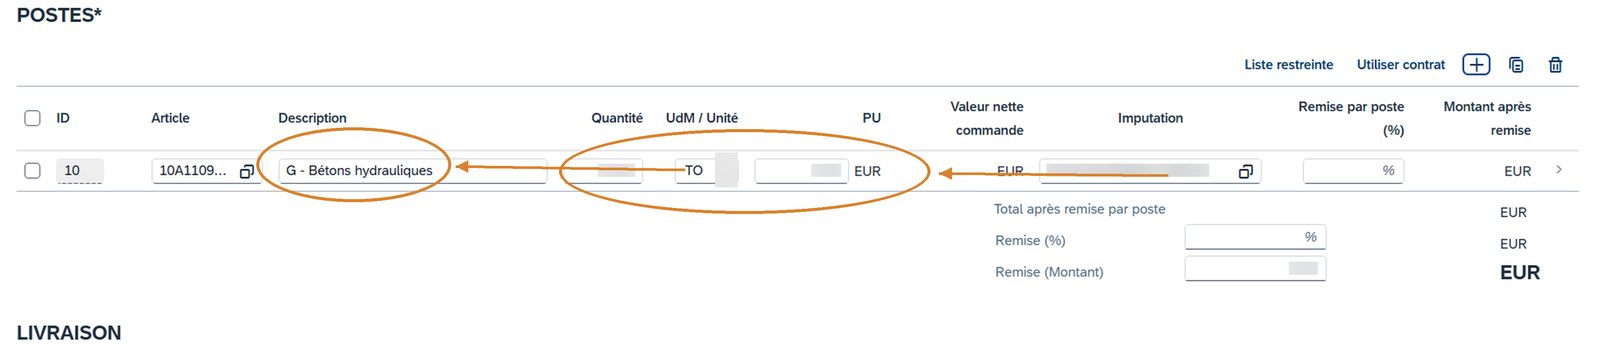 POSTES*
Liste restreinte Utiliser contrat
ID Article Description Quantité UdM / Unité PU Valeur nette commande Imputation Remise par poste (%) Montant après remise
10 10A1109... G - Bétons hydrauliques TO EUR EUR % EUR
Total après remise par poste EUR
Remise (%) % EUR
Remise (Montant) EUR
LIVRAISON